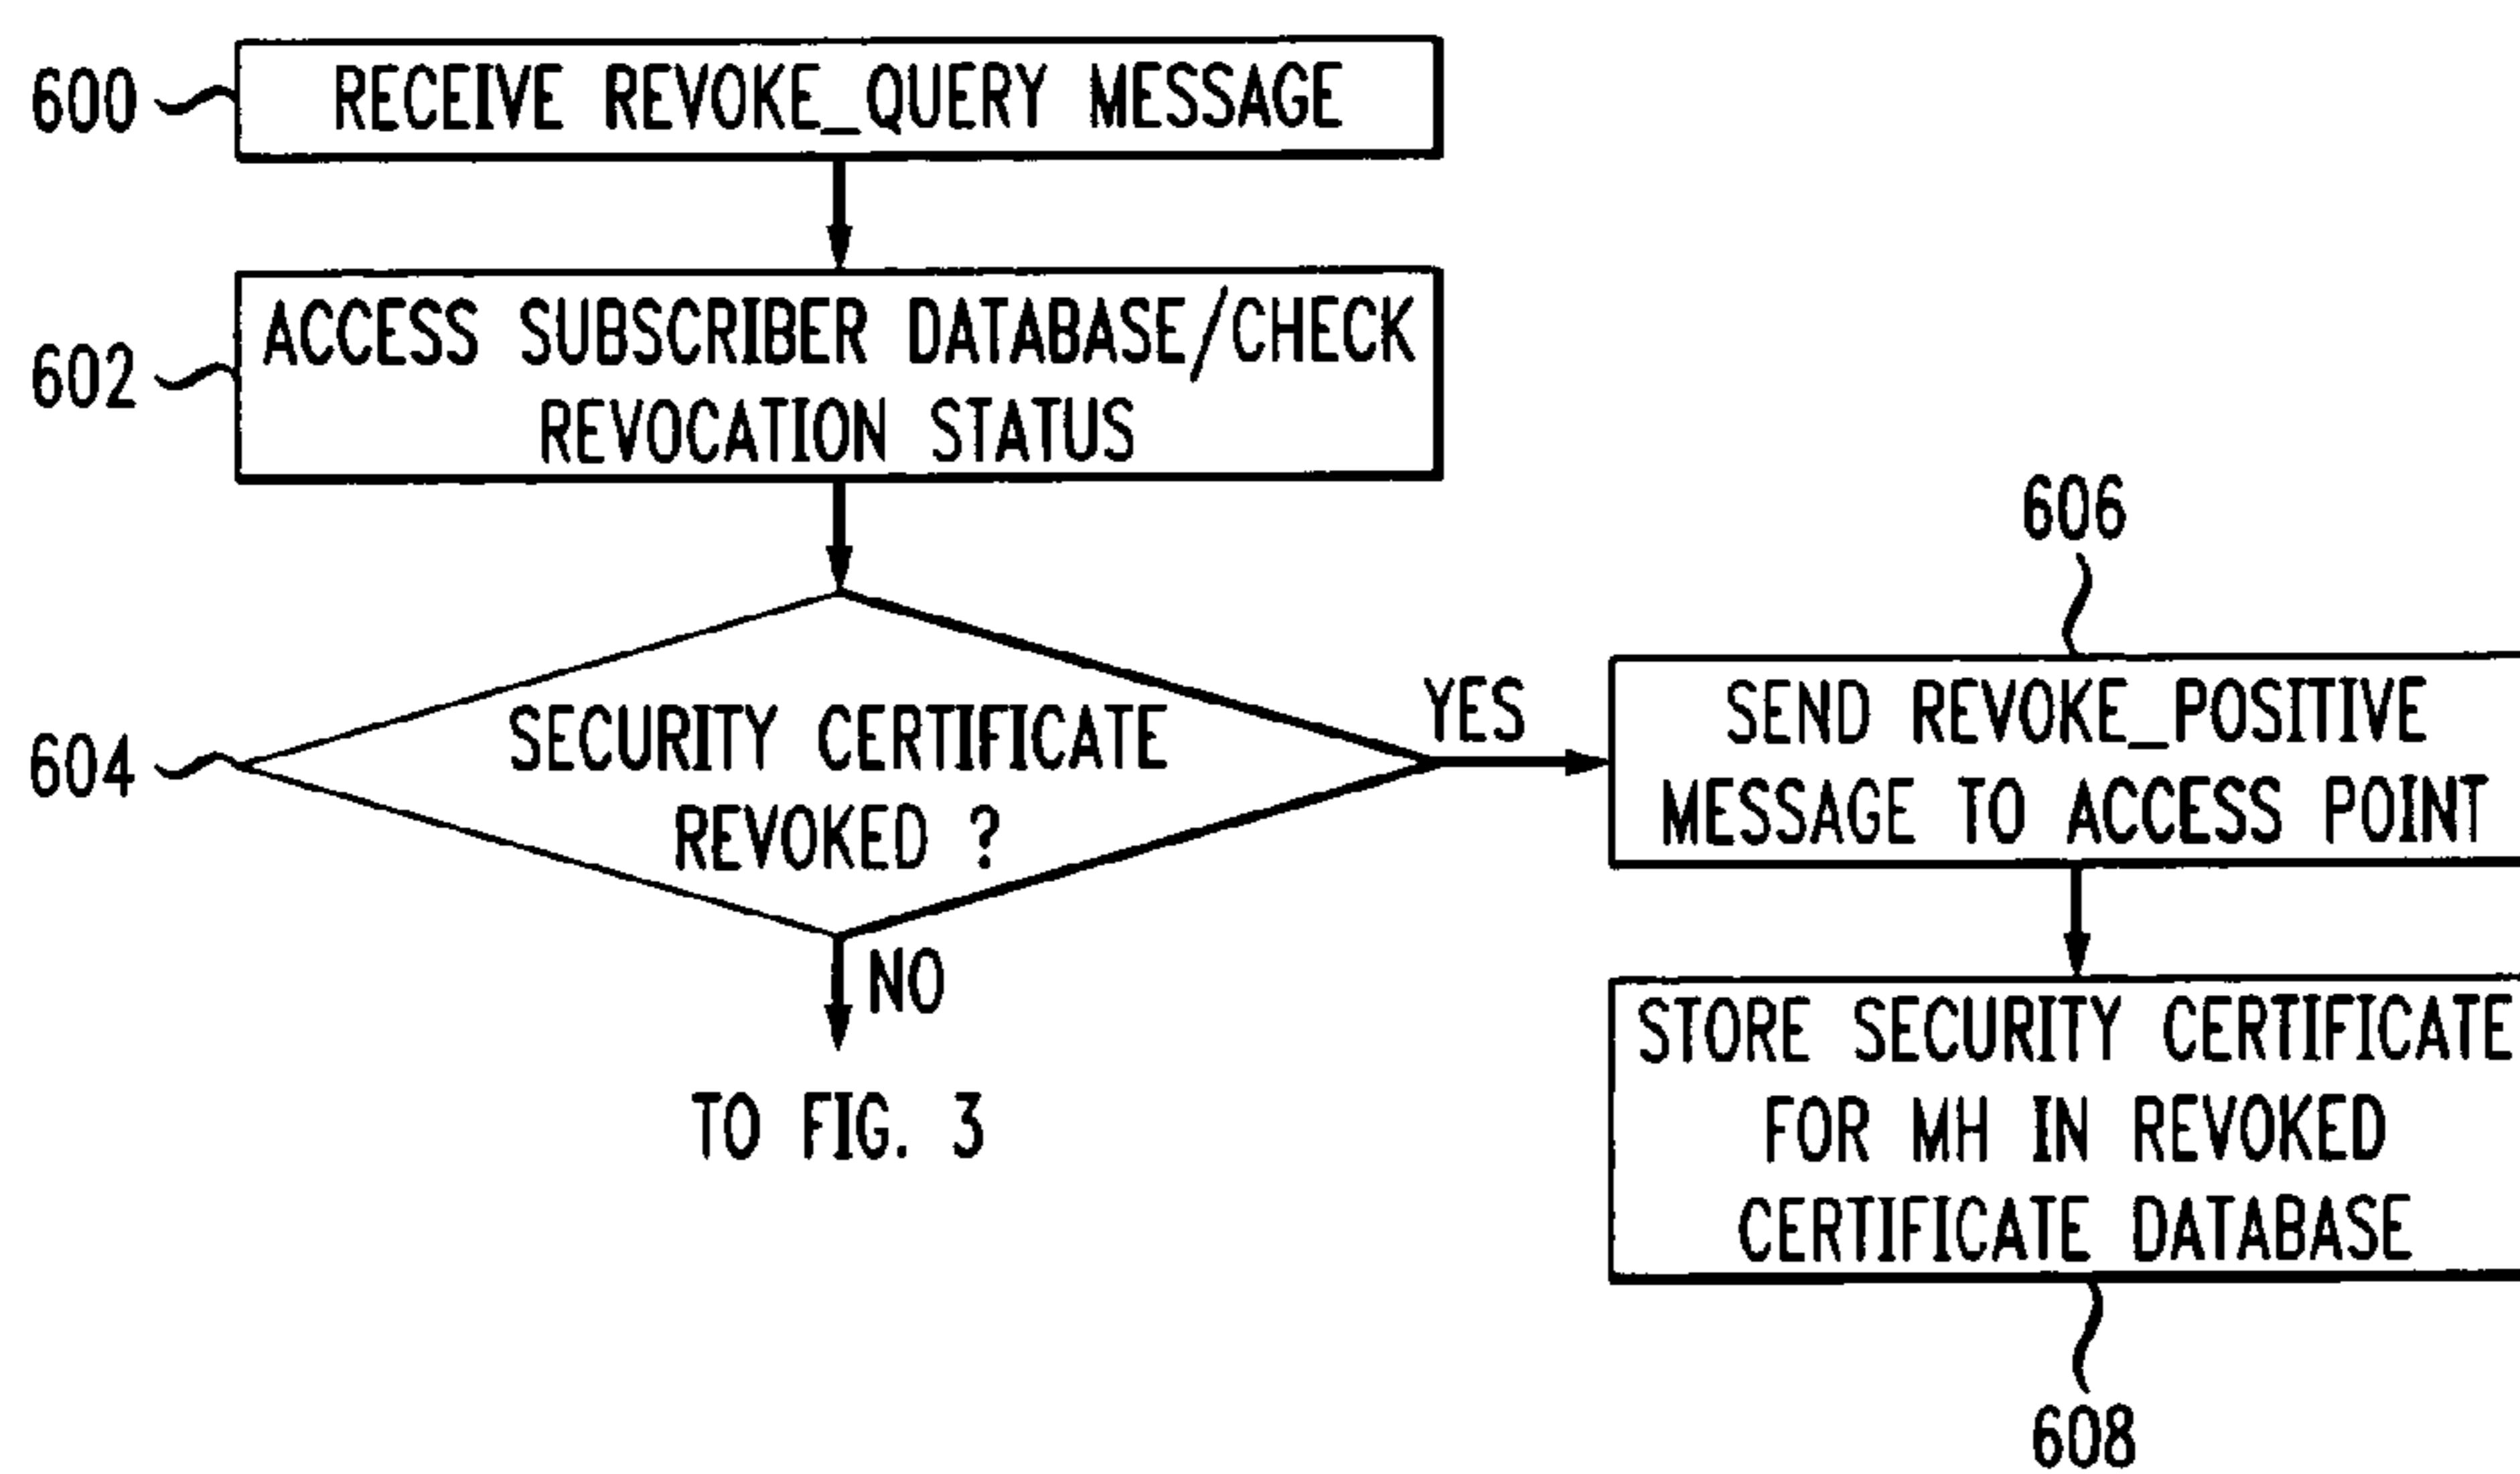 600
RECEIVE REVOKE_QUERY MESSAGE
602
ACCESS SUBSCRIBER DATABASE/CHECK
REVOCATION STATUS
604
SECURITY CERTIFICATE
REVOKED ?
YES
NO
TO FIG. 3
606
SEND REVOKE_POSITIVE
MESSAGE TO ACCESS POINT
STORE SECURITY CERTIFICATE
FOR MH IN REVOKED
CERTIFICATE DATABASE
608